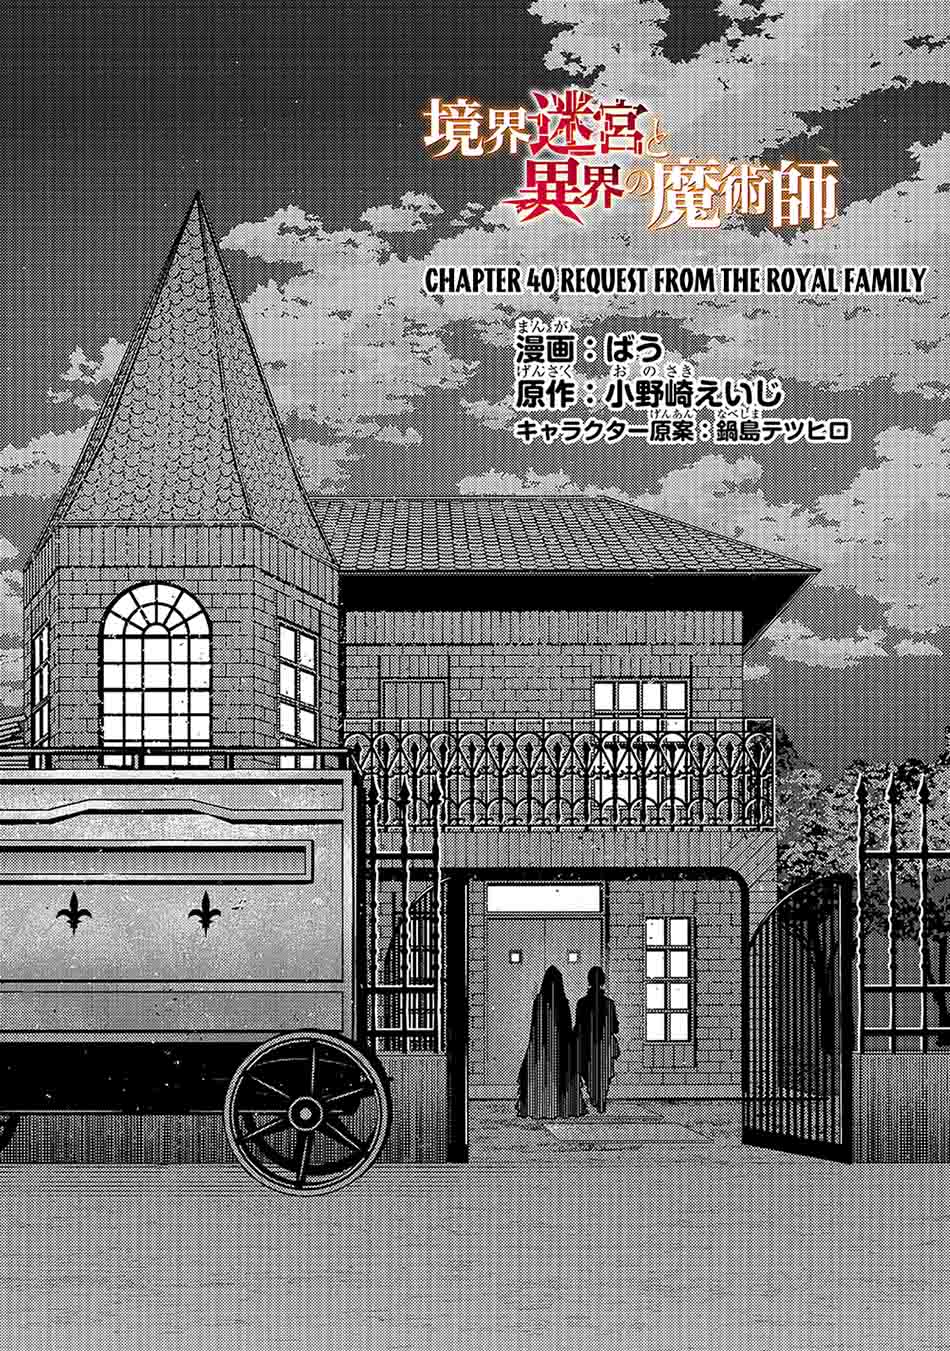 境界迷宮と
異界の魔術師
CHAPTER 40 REQUEST FROM THE ROYAL FAMILY
まんが
漫画：ばう
げんさく おのさき
原作：小野崎えいじ
げんあん なべしま
キャラクター原案：鍋島テツヒロ